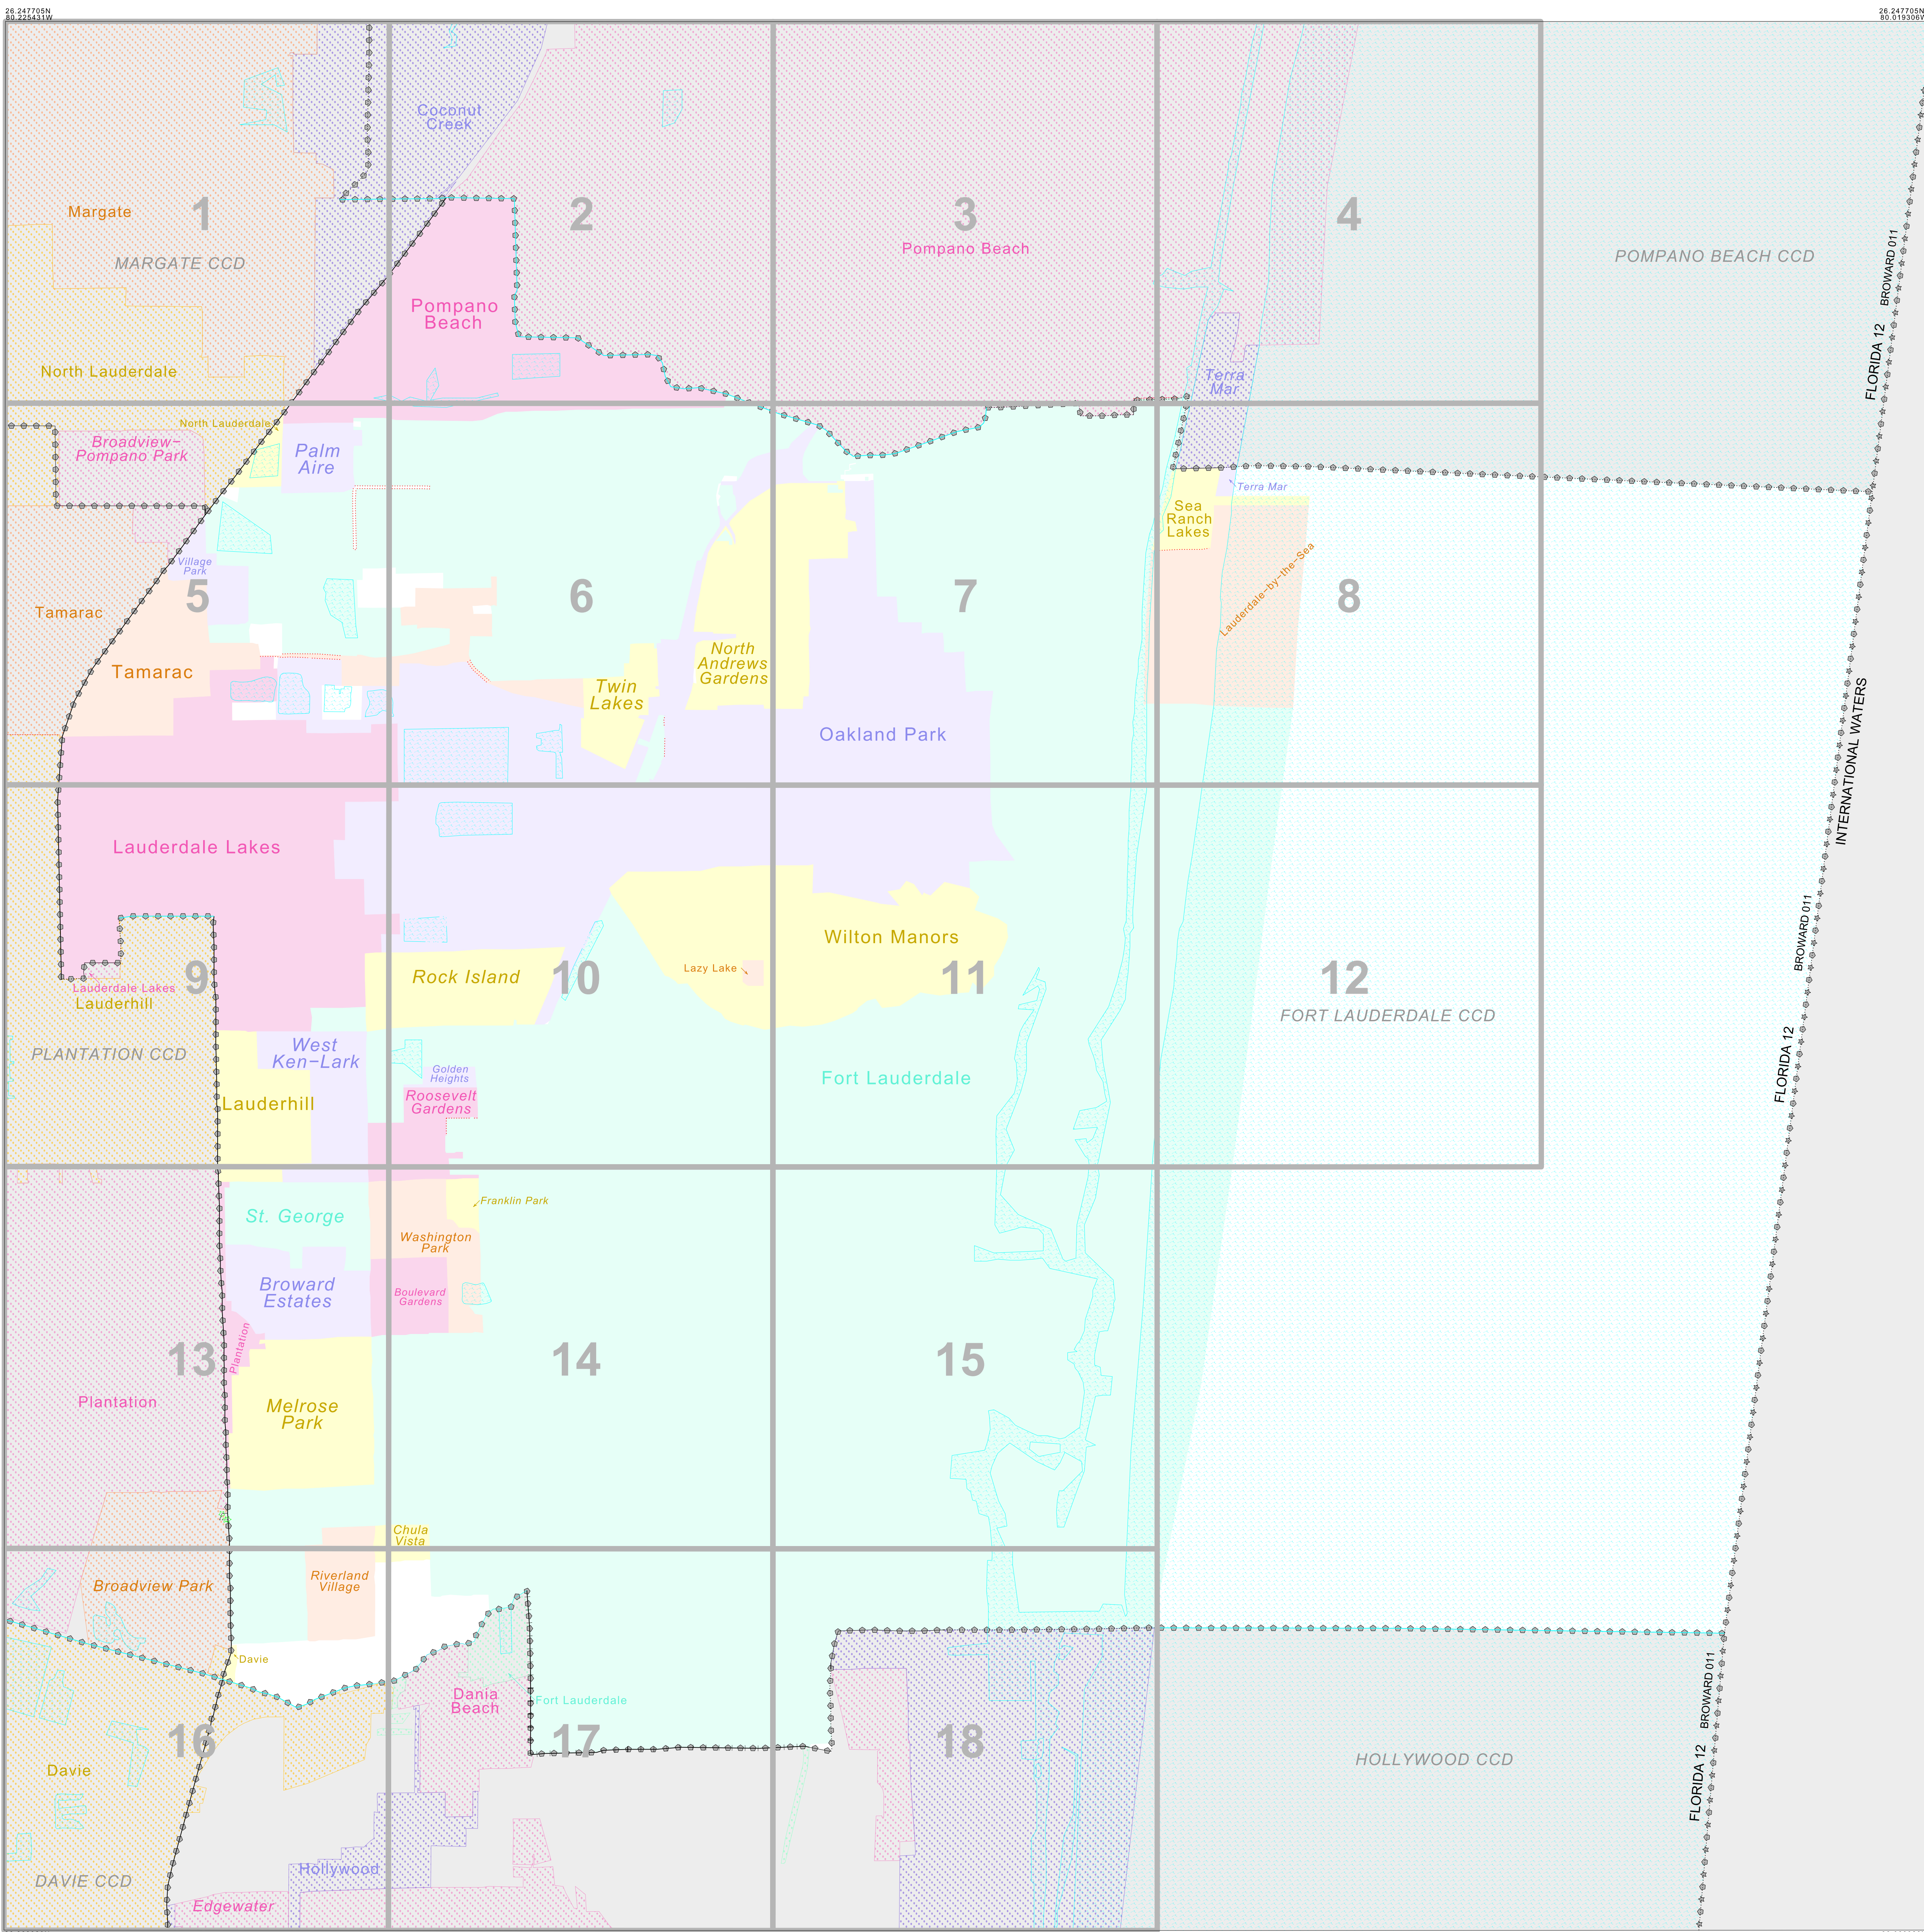 26.247705N
80.225431W
26.247705N
80.019306W
Coconut
Creek
Margate
1
2
3
4
MARGATE CCD
Pompano Beach
POMPANO BEACH CCD
BROWARD 011
FLORIDA 12
Pompano
Beach
North Lauderdale
Terra
Mar
North Lauderdale
Broadview-
Pompano Park
Palm
Aire
Terra Mar
Sea
Ranch
Lakes
Village
Park
5
6
7
8
Lauderdale-by-the-Sea
Tamarac
Tamarac
North
Andrews
Gardens
Twin
Lakes
Oakland Park
INTERNATIONAL WATERS
Lauderdale Lakes
Wilton Manors
BROWARD 011
Lazy Lake
Rock Island
9
10
11
12
Lauderdale Lakes
Lauderhill
FORT LAUDERDALE CCD
PLANTATION CCD
West
Ken-Lark
Golden
Heights
Fort Lauderdale
FLORIDA 12
Roosevelt
Gardens
Lauderhill
Franklin Park
St. George
Washington
Park
Broward
Estates
Boulevard
Gardens
Plantation
13
14
15
Plantation
Melrose
Park
Chula
Vista
Broadview Park
Riverland
Village
Davie
Dania
Beach
Fort Lauderdale
BROWARD 011
16
17
18
HOLLYWOOD CCD
Davie
FLORIDA 12
Hollywood
DAVIE CCD
Edgewater